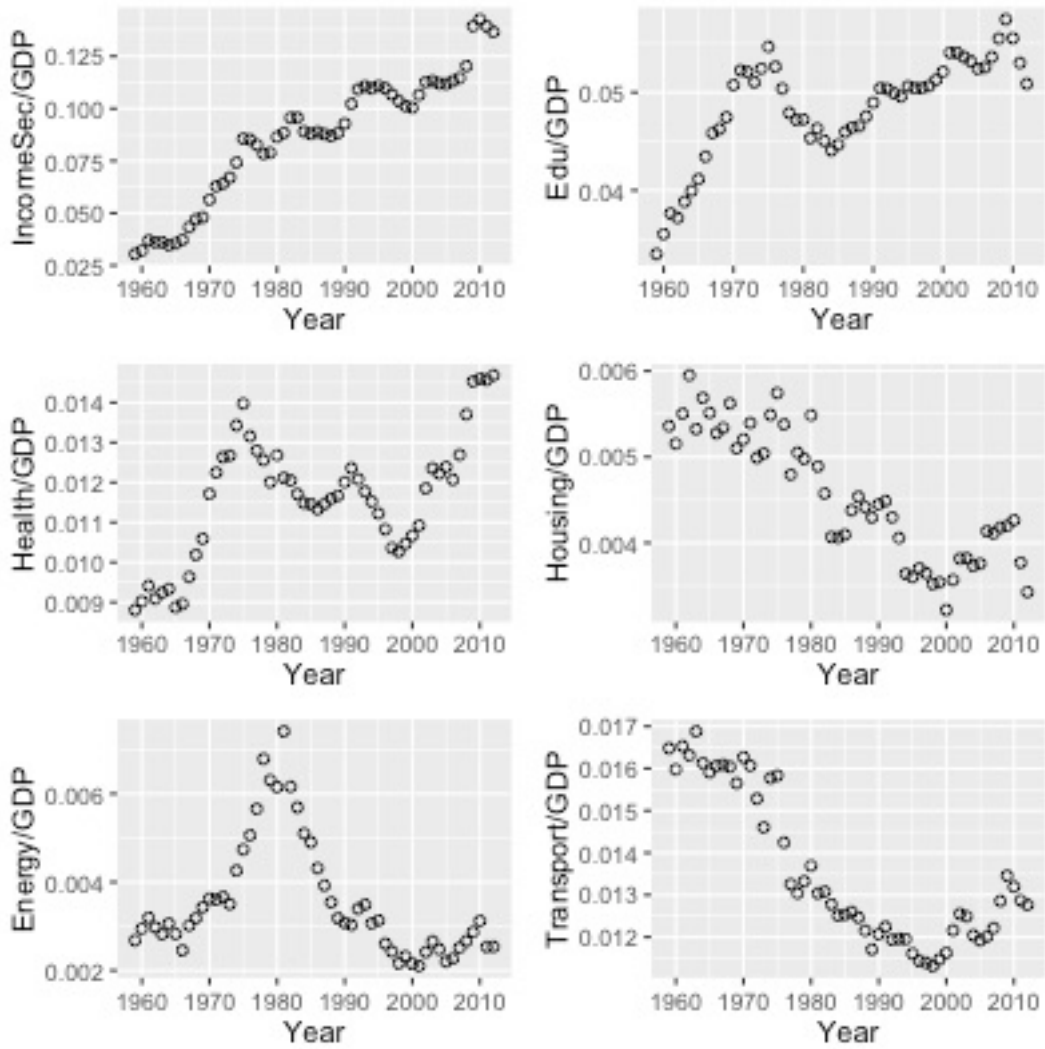 IncomeSec/GDP
0.125
0.100
0.075
0.050
0.025
1960 1970 1980 1990 2000 2010
Year
Edu/GDP
0.05
0.04
1960 1970 1980 1990 2000 2010
Year
Health/GDP
0.014
0.013
0.012
0.011
0.010
0.009
1960 1970 1980 1990 2000 2010
Year
Housing/GDP
0.006
0.005
0.004
1960 1970 1980 1990 2000 2010
Year
Energy/GDP
0.006
0.004
0.002
1960 1970 1980 1990 2000 2010
Year
Transport/GDP
0.017
0.016
0.015
0.014
0.013
0.012
1960 1970 1980 1990 2000 2010
Year